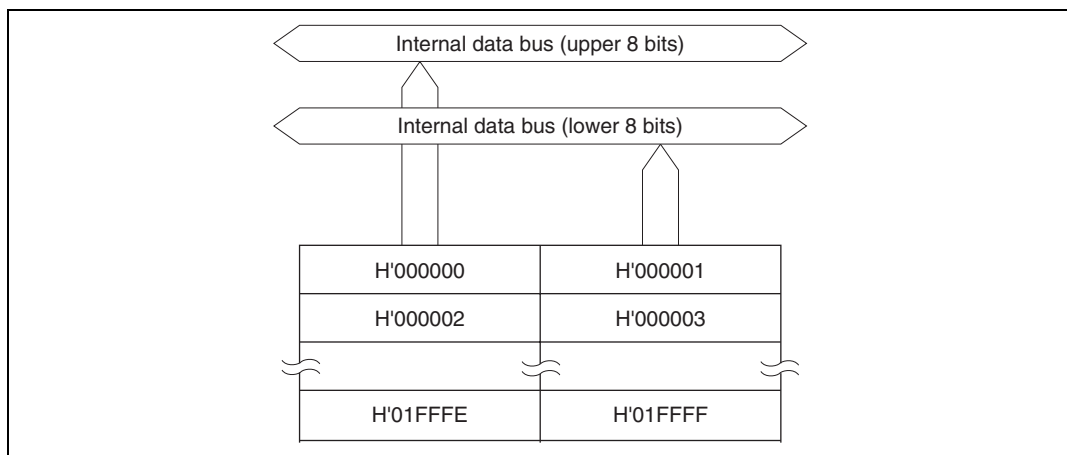 Internal data bus (upper 8 bits)
Internal data bus (lower 8 bits)
H'000000 H'000001
H'000002 H'000003
H'01FFFE H'01FFFF